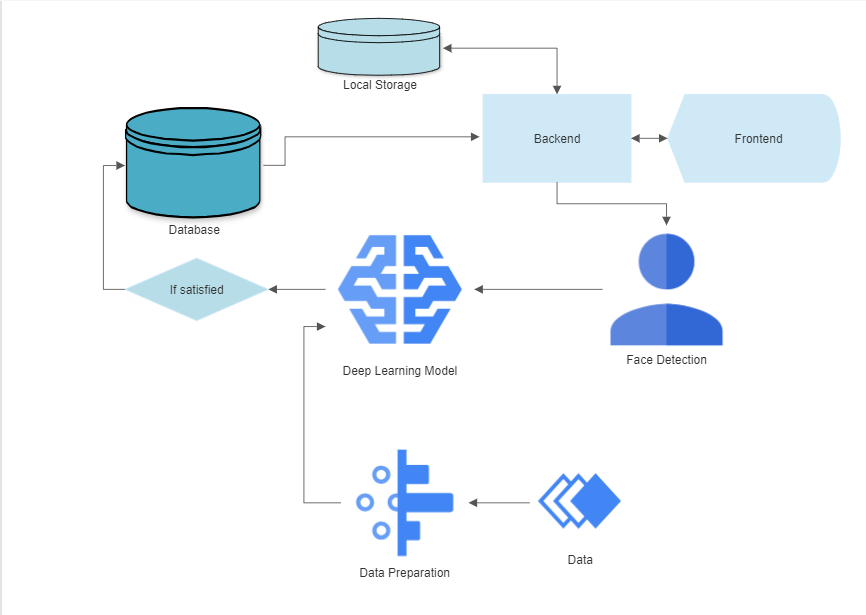 Local Storage
Backend
Frontend
Database
If satisfied
Face Detection
Deep Learning Model
Data
Data Preparation